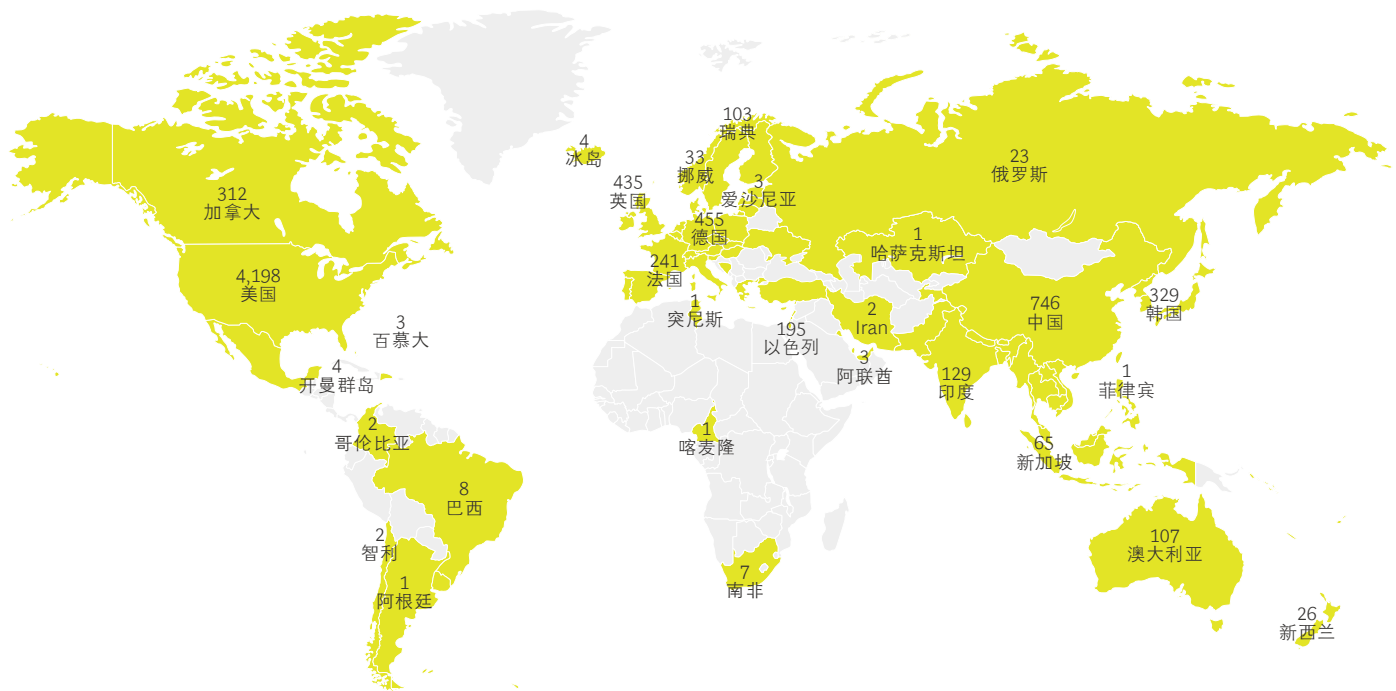 103
瑞典
4
冰岛
33
挪威
23
俄罗斯
3
爱沙尼亚
435
英国
312
加拿大
455
德国
1
哈萨克斯坦
241
法国
4,198
美国
1
突尼斯
2
Iran
746
中国
329
韩国
3
百慕大
195
以色列
3
阿联酋
4
开曼群岛
129
印度
1
菲律宾
2
哥伦比亚
1
喀麦隆
65
新加坡
8
巴西
2
智利
107
澳大利亚
7
南非
1
阿根廷
26
新西兰